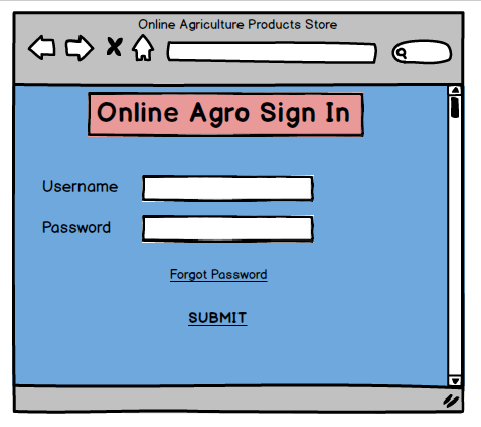 Online Agriculture Products Store
Online Agro Sign In
Username
Password
Forgot Password
SUBMIT